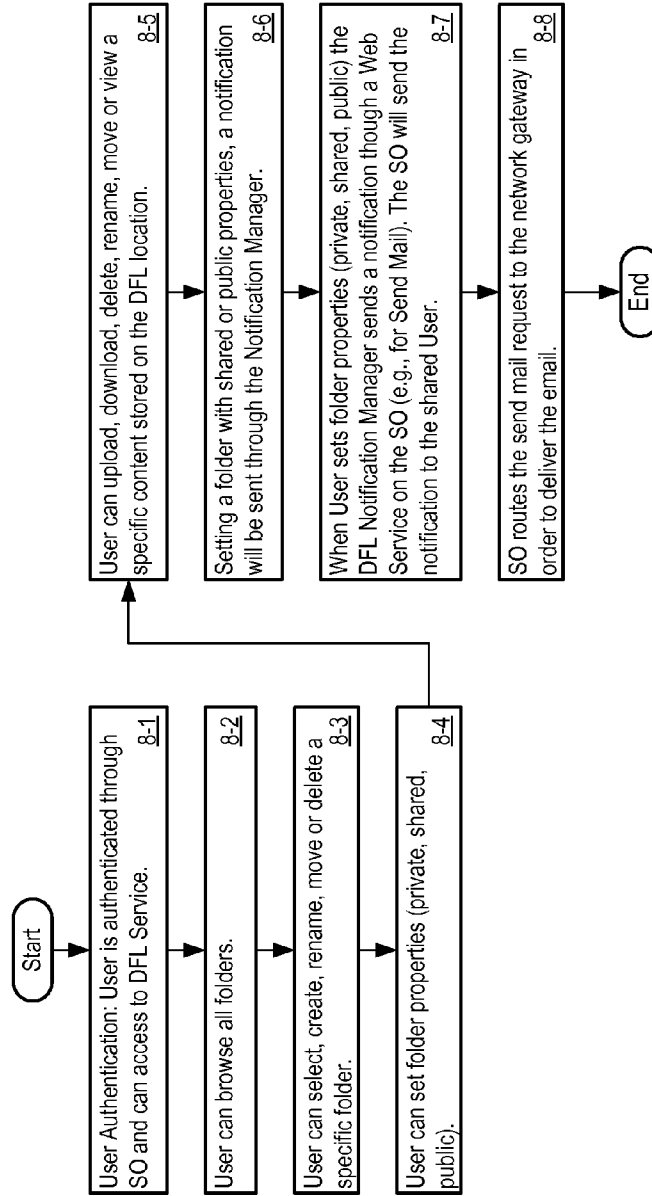 Start
User Authentication: User is authenticated through
SO and can access to DFL Service.
8-1
User can browse all folders.
8-2
User can select, create, rename, move or delete a
specific folder.
8-3
User can set folder properties (private, shared,
public).
8-4
User can upload, download, delete, rename, move or view a
specific content stored on the DFL location.
8-5
Setting a folder with shared or public properties, a notification
will be sent through the Notification Manager.
8-6
When User sets folder properties (private, shared, public) the
DFL Notification Manager sends a notification though a Web
Service on the SO (e.g., for Send Mail). The SO will send the
notification to the shared User.
8-7
SO routes the send mail request to the network gateway in
order to deliver the email.
8-8
End